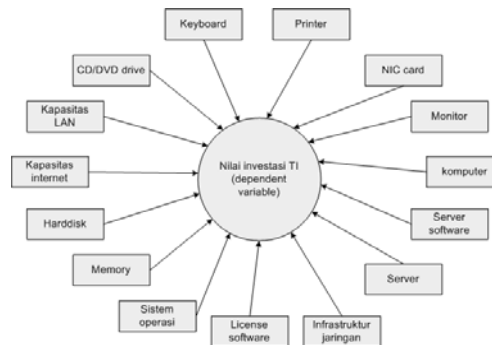 Keyboard
Printer
CD/DVD drive
NIC card
Kapasitas
LAN
Monitor
Nilai investasi TI
(dependent
variable)
Kapasitas
internet
komputer
Harddisk
Server
software
Memory
Server
Sistem
operasi
License
software
Infrastruktur
jaringan